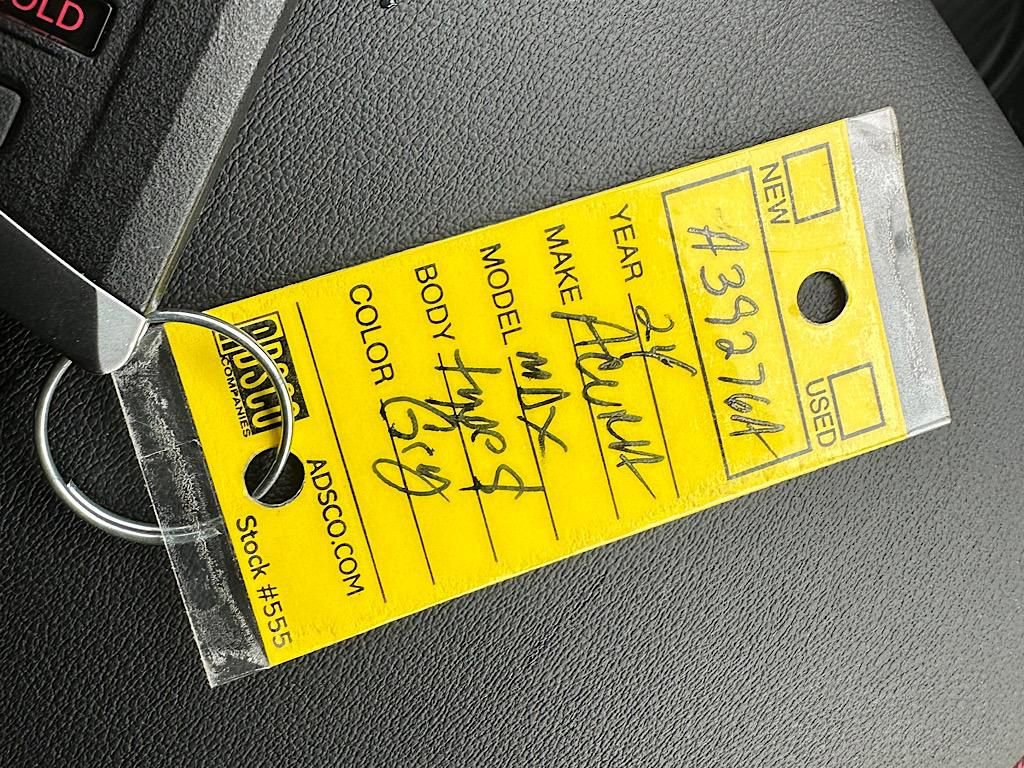 OLD
NEW
USED
A39276A
YEAR 24
MAKE Acura
MODEL MDX
BODY type S
COLOR Gry
ADSCO
COMPANIES
ADSCO.COM
Stock #555